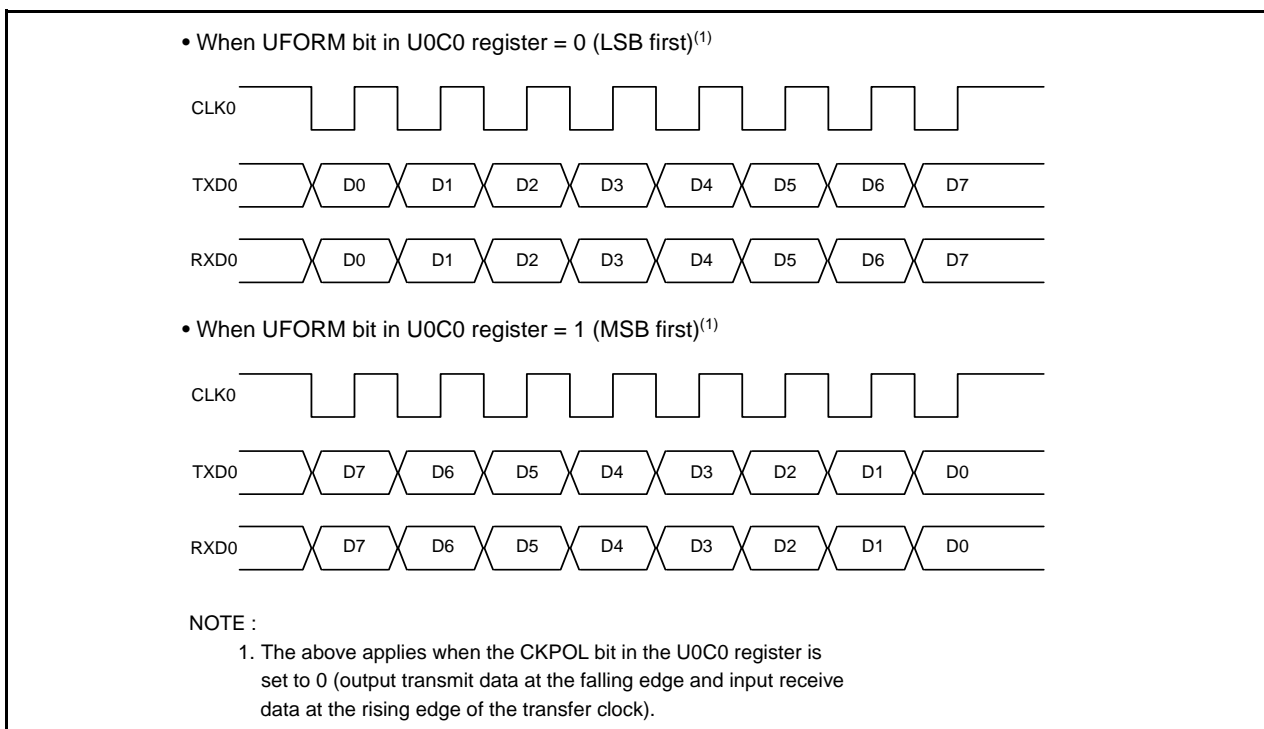 • When UFORM bit in U0C0 register = 0 (LSB first)(1)
CLK0
TXD0 D0 D1 D2 D3 D4 D5 D6 D7
RXD0 D0 D1 D2 D3 D4 D5 D6 D7
• When UFORM bit in U0C0 register = 1 (MSB first)(1)
CLK0
TXD0 D7 D6 D5 D4 D3 D2 D1 D0
RXD0 D7 D6 D5 D4 D3 D2 D1 D0
NOTE :
1. The above applies when the CKPOL bit in the U0C0 register is
set to 0 (output transmit data at the falling edge and input receive
data at the rising edge of the transfer clock).